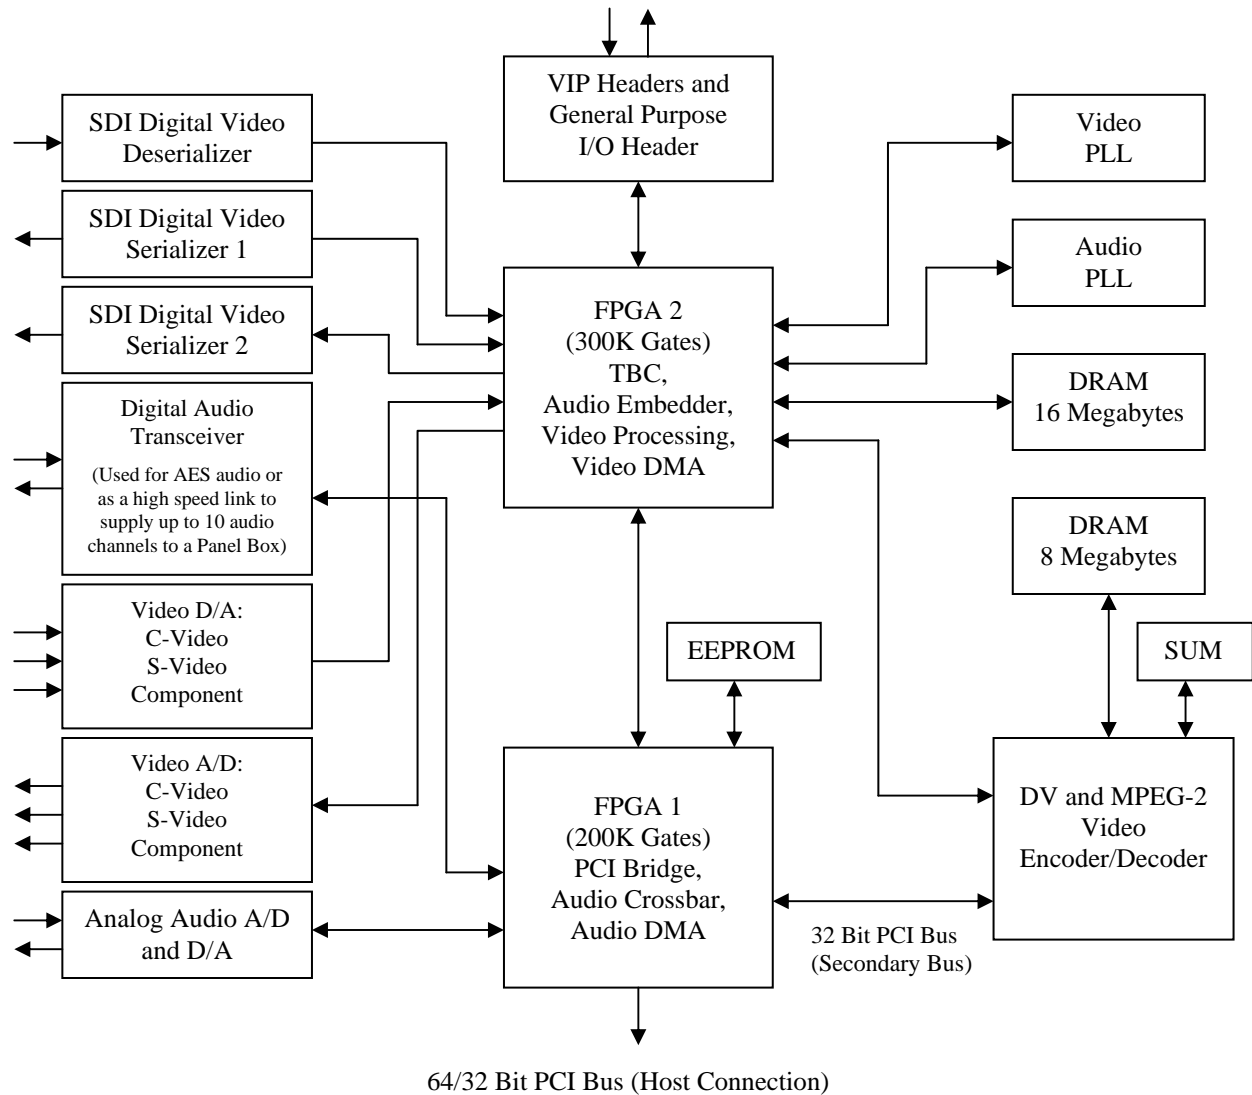 VIP Headers and
General Purpose
I/O Header
SDI Digital Video
Deserializer
Video
PLL
SDI Digital Video
Serializer 1
Audio
PLL
SDI Digital Video
Serializer 2
FPGA 2
(300K Gates)
TBC,
Audio Embedder,
Video Processing,
Video DMA
DRAM
16 Megabytes
Digital Audio
Transceiver
(Used for AES audio or
as a high speed link to
supply up to 10 audio
channels to a Panel Box)
DRAM
8 Megabytes
Video D/A:
C-Video
S-Video
Component
EEPROM
SUM
Video A/D:
C-Video
S-Video
Component
FPGA 1
(200K Gates)
PCI Bridge,
Audio Crossbar,
Audio DMA
DV and MPEG-2
Video
Encoder/Decoder
Analog Audio A/D
and D/A
32 Bit PCI Bus
(Secondary Bus)
64/32 Bit PCI Bus (Host Connection)